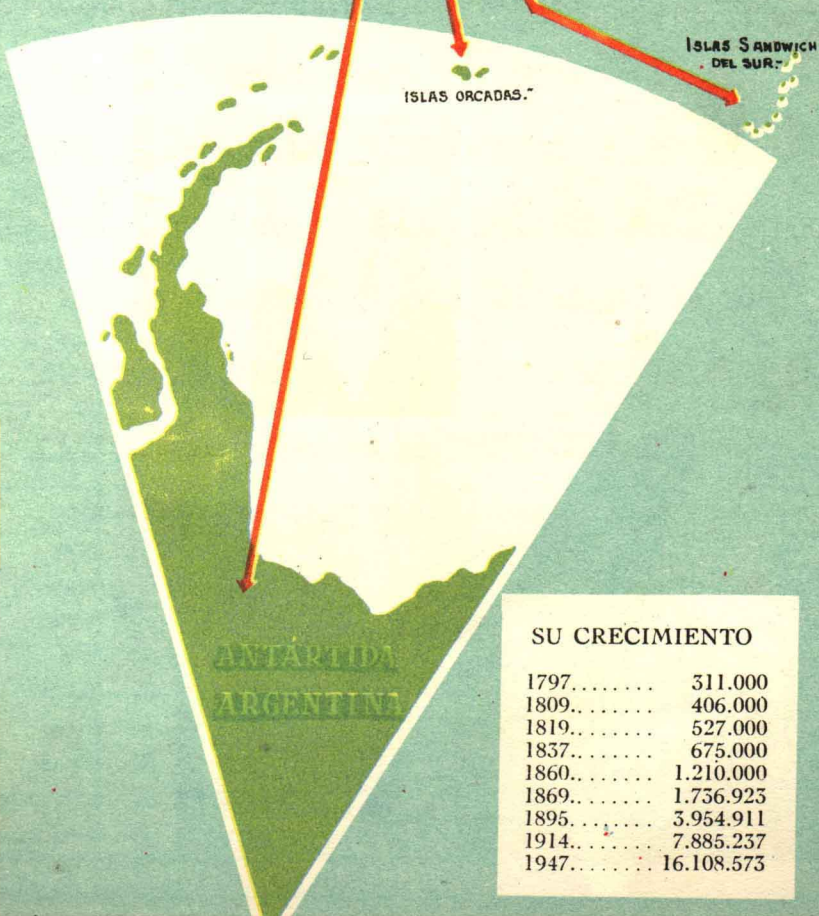 ISLAS SANDWICH
DEL SUR.-
ISLAS ORCADAS.-
ANTÁRTIDA
ARGENTINA
SU CRECIMIENTO
1797........ 311.000
1809........ 406.000
1819........ 527.000
1837........ 675.000
1860........ 1.210.000
1869........ 1.736.923
1895........ 3.954.911
1914........ 7.885.237
1947........ 16.108.573